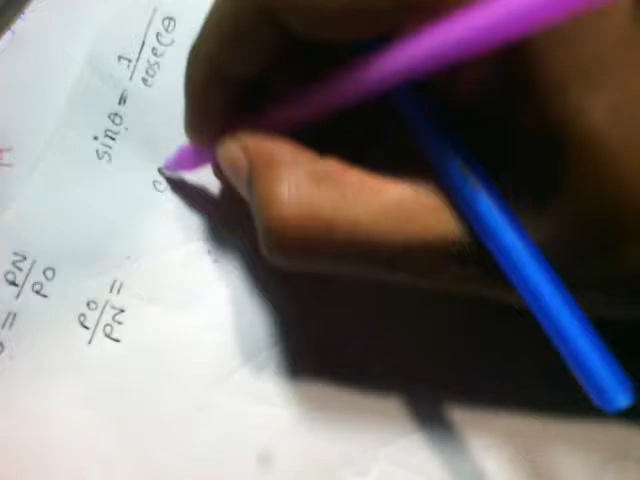 = PN/PO
PO/PN =
sinθ = 1/cosecθ
c